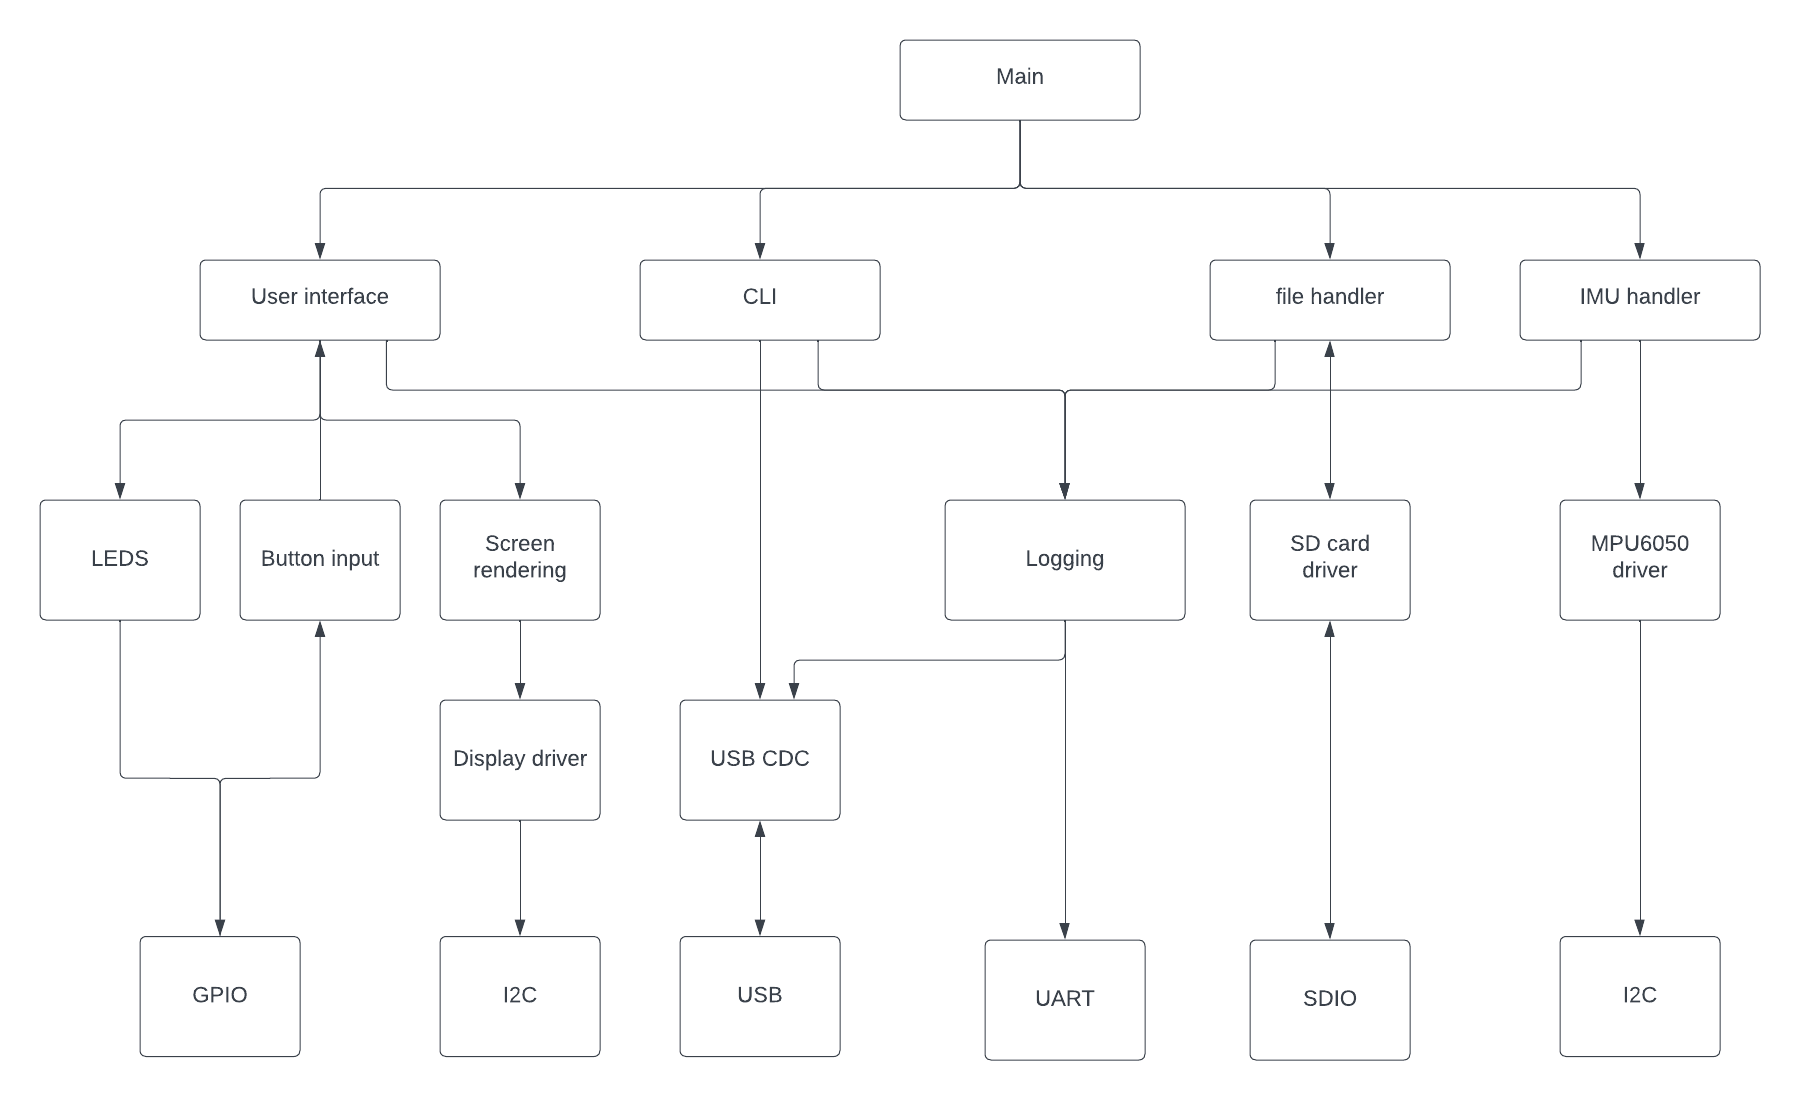 Main
User interface
CLI
file handler
IMU handler
LEDS
Button input
Screen
rendering
Logging
SD card
driver
MPU6050
driver
Display driver
USB CDC
GPIO
I2C
USB
UART
SDIO
I2C